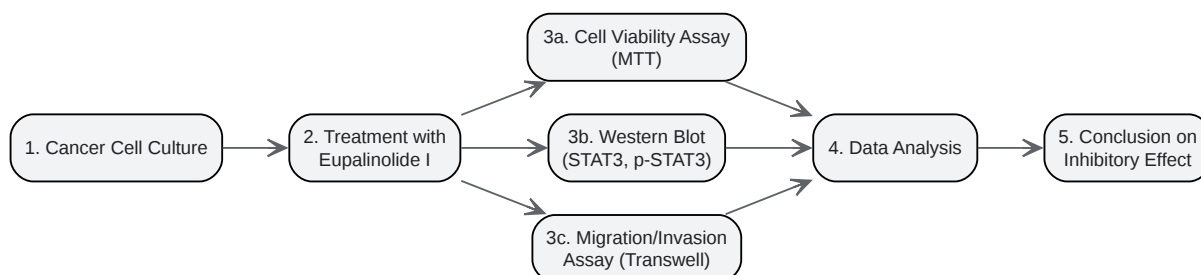 1. Cancer Cell Culture
2. Treatment with
Eupalinolide I
3a. Cell Viability Assay
(MTT)
3b. Western Blot
(STAT3, p-STAT3)
3c. Migration/Invasion
Assay (Transwell)
4. Data Analysis
5. Conclusion on
Inhibitory Effect